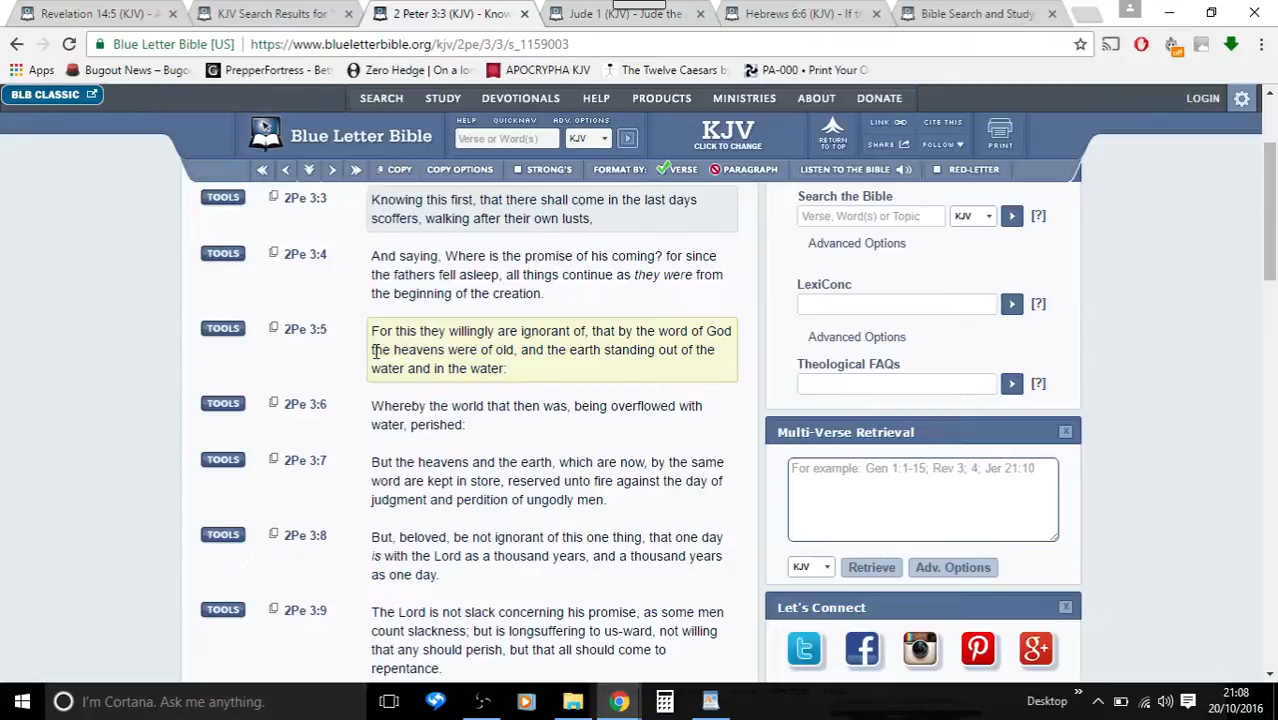 Revelation 14:5 (KJV) - A
KJV Search Results for "
2 Peter 3:3 (KJV) - Know
Jude 1 (KJV) - Jude the
Hebrews 6:6 (KJV) - If th
Bible Search and Study
Blue Letter Bible [US]
https://www.blueletterbible.org/kjv/2pe/3/3/s_1159003
Apps
Bugout News – Bugo
PrepperFortress - Bet
Zero Hedge | On a lon
APOCRYPHA KJV
The Twelve Caesars by
PA-000 • Print Your O
off
BLB CLASSIC
SEARCH
STUDY
DEVOTIONALS
HELP
PRODUCTS
MINISTRIES
ABOUT
DONATE
LOGIN
Blue Letter Bible
HELP
QUICKNAV
ADV. OPTIONS
Verse or Word(s)
KJV
KJV
CLICK TO CHANGE
RETURN
TO TOP
LINK
CITE THIS
SHARE
FOLLOW
PRINT
COPY
COPY OPTIONS
STRONG'S
FORMAT BY:
VERSE
PARAGRAPH
LISTEN TO THE BIBLE
RED-LETTER
TOOLS 2Pe 3:3 Knowing this first, that there shall come in the last days
scoffers, walking after their own lusts,
TOOLS 2Pe 3:4 And saying, Where is the promise of his coming? for since
the fathers fell asleep, all things continue as they were from
the beginning of the creation.
TOOLS 2Pe 3:5 For this they willingly are ignorant of, that by the word of God
the heavens were of old, and the earth standing out of the
water and in the water:
TOOLS 2Pe 3:6 Whereby the world that then was, being overflowed with
water, perished:
TOOLS 2Pe 3:7 But the heavens and the earth, which are now, by the same
word are kept in store, reserved unto fire against the day of
judgment and perdition of ungodly men.
TOOLS 2Pe 3:8 But, beloved, be not ignorant of this one thing, that one day
is with the Lord as a thousand years, and a thousand years
as one day.
TOOLS 2Pe 3:9 The Lord is not slack concerning his promise, as some men
count slackness; but is longsuffering to us-ward, not willing
that any should perish, but that all should come to
repentance.
Search the Bible
Verse, Word(s) or Topic
KJV
[?]
Advanced Options
LexiConc
[?]
Advanced Options
Theological FAQs
[?]
Multi-Verse Retrieval
X
For example: Gen 1:1-15; Rev 3; 4; Jer 21:10
KJV
Retrieve
Adv. Options
Let's Connect
X
I'm Cortana. Ask me anything.
Desktop
21:08
20/10/2016